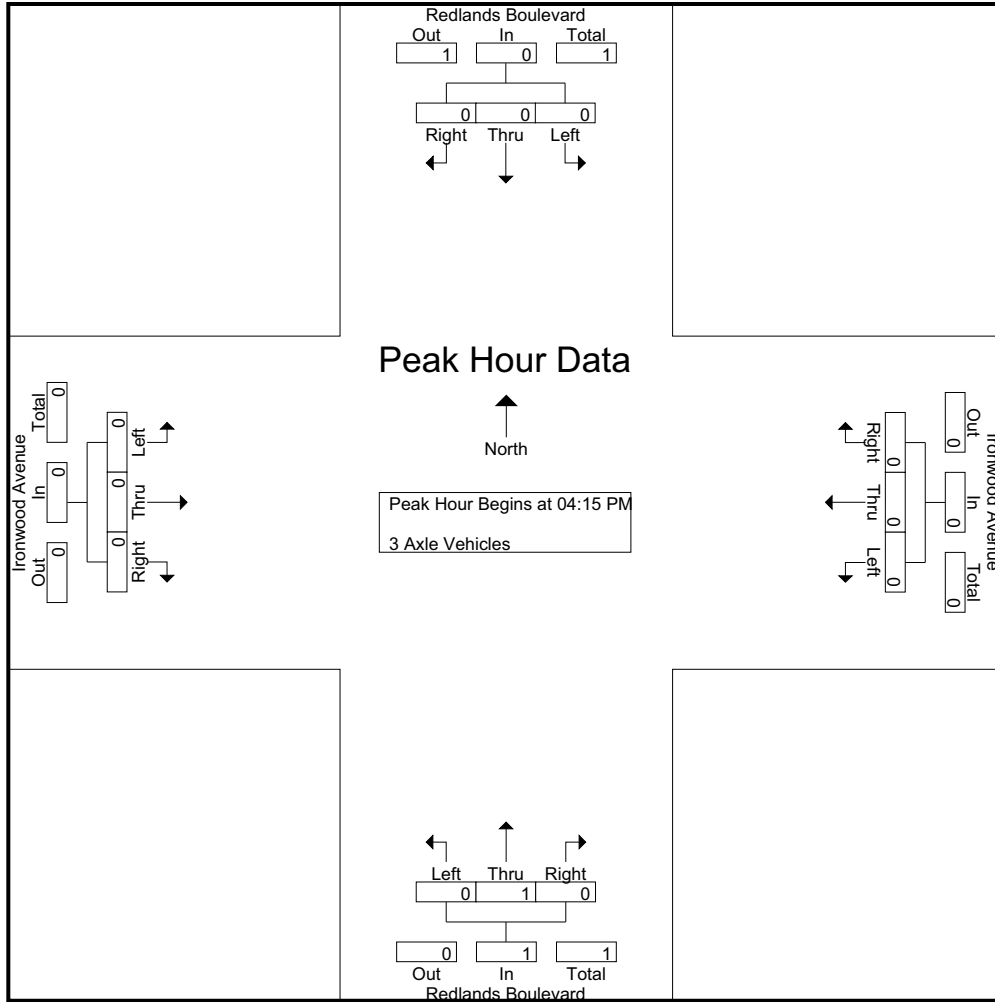 Redlands Boulevard
Out In Total
1 0 1
0 0 0
Right Thru Left
Peak Hour Data
North
Peak Hour Begins at 04:15 PM
3 Axle Vehicles
Ironwood Avenue
Total In Out
0 0 0
0 0 0
Left Thru Right
Right Thru Left
0 0 0
0 0 0
Out In Total
Ironwood Avenue
Left Thru Right
0 1 0
0 1 1
Out In Total
Redlands Boulevard